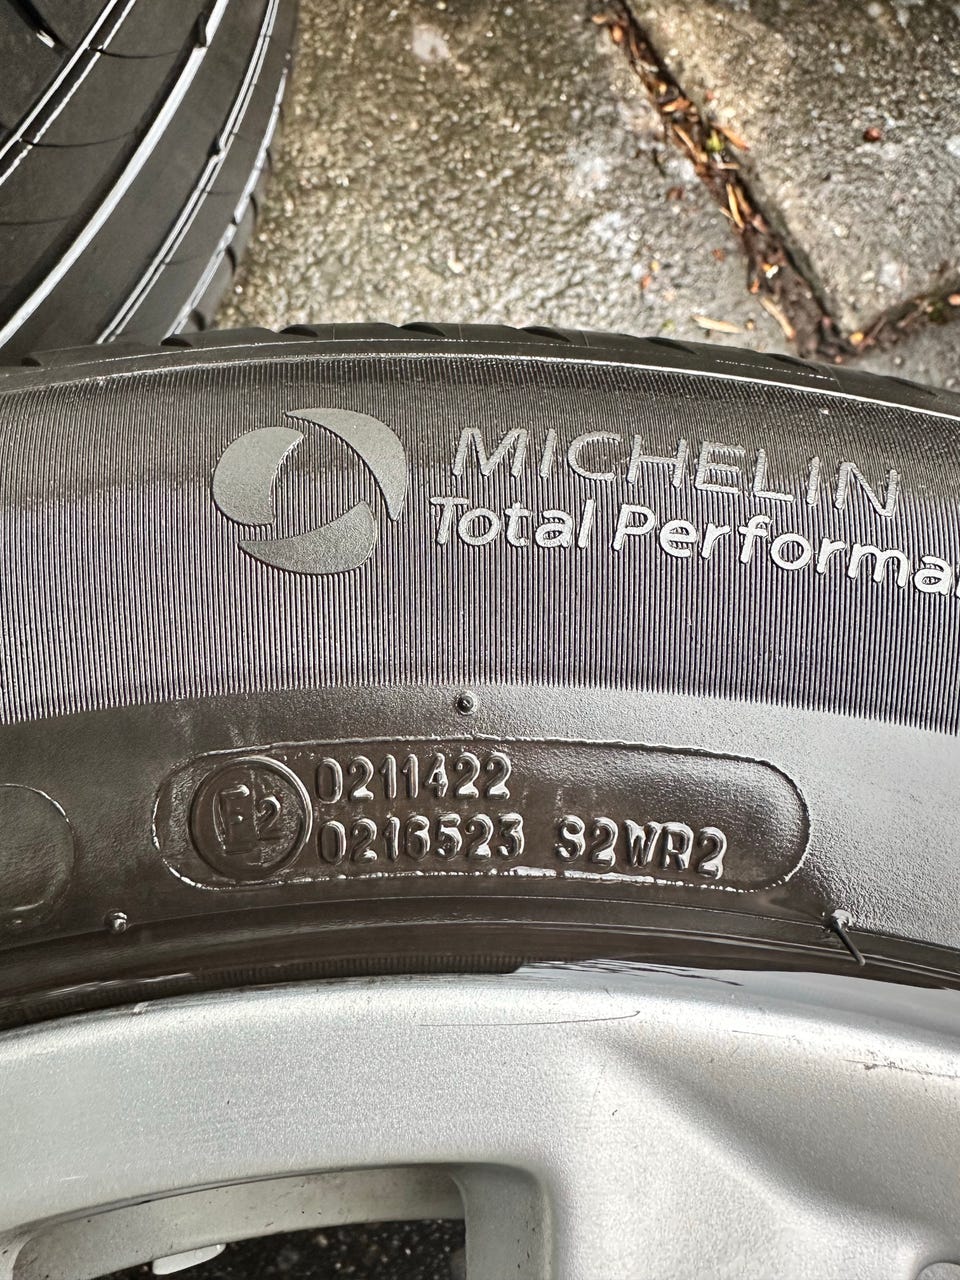 MICHELIN
Total Performa
E2
0211422
0216523 S2WR2